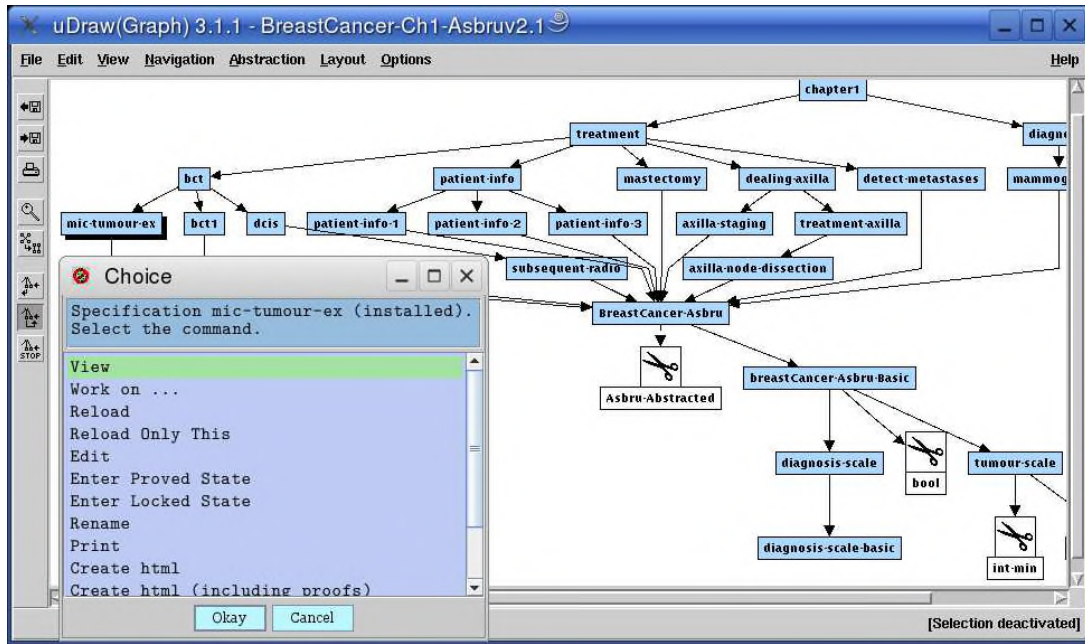 uDraw(Graph) 3.1.1 - BreastCancer-Ch1-Asbruv2.1
File Edit View Navigation Abstraction Layout Options Help
chapter1
treatment
diagno
bct
patient-info
mastectomy
dealing-axilla
detect-metastases
mammog
mic-tumour-ex
bct1
dcis
patient-info-1
patient-info-2
patient-info-3
axilla-staging
treatment-axilla
subsequent-radio
axilla-node-dissection
BreastCancer-Asbru
Asbru-Abstracted
breastCancer-Asbru-Basic
diagnosis-scale
bool
tumour-scale
diagnosis-scale-basic
int-min
STOP
Choice
Specification mic-tumour-ex (installed).
Select the command.
View
Work on ...
Reload
Reload Only This
Edit
Enter Proved State
Enter Locked State
Rename
Print
Create html
Create html (including proofs)
Okay Cancel
[Selection deactivated]